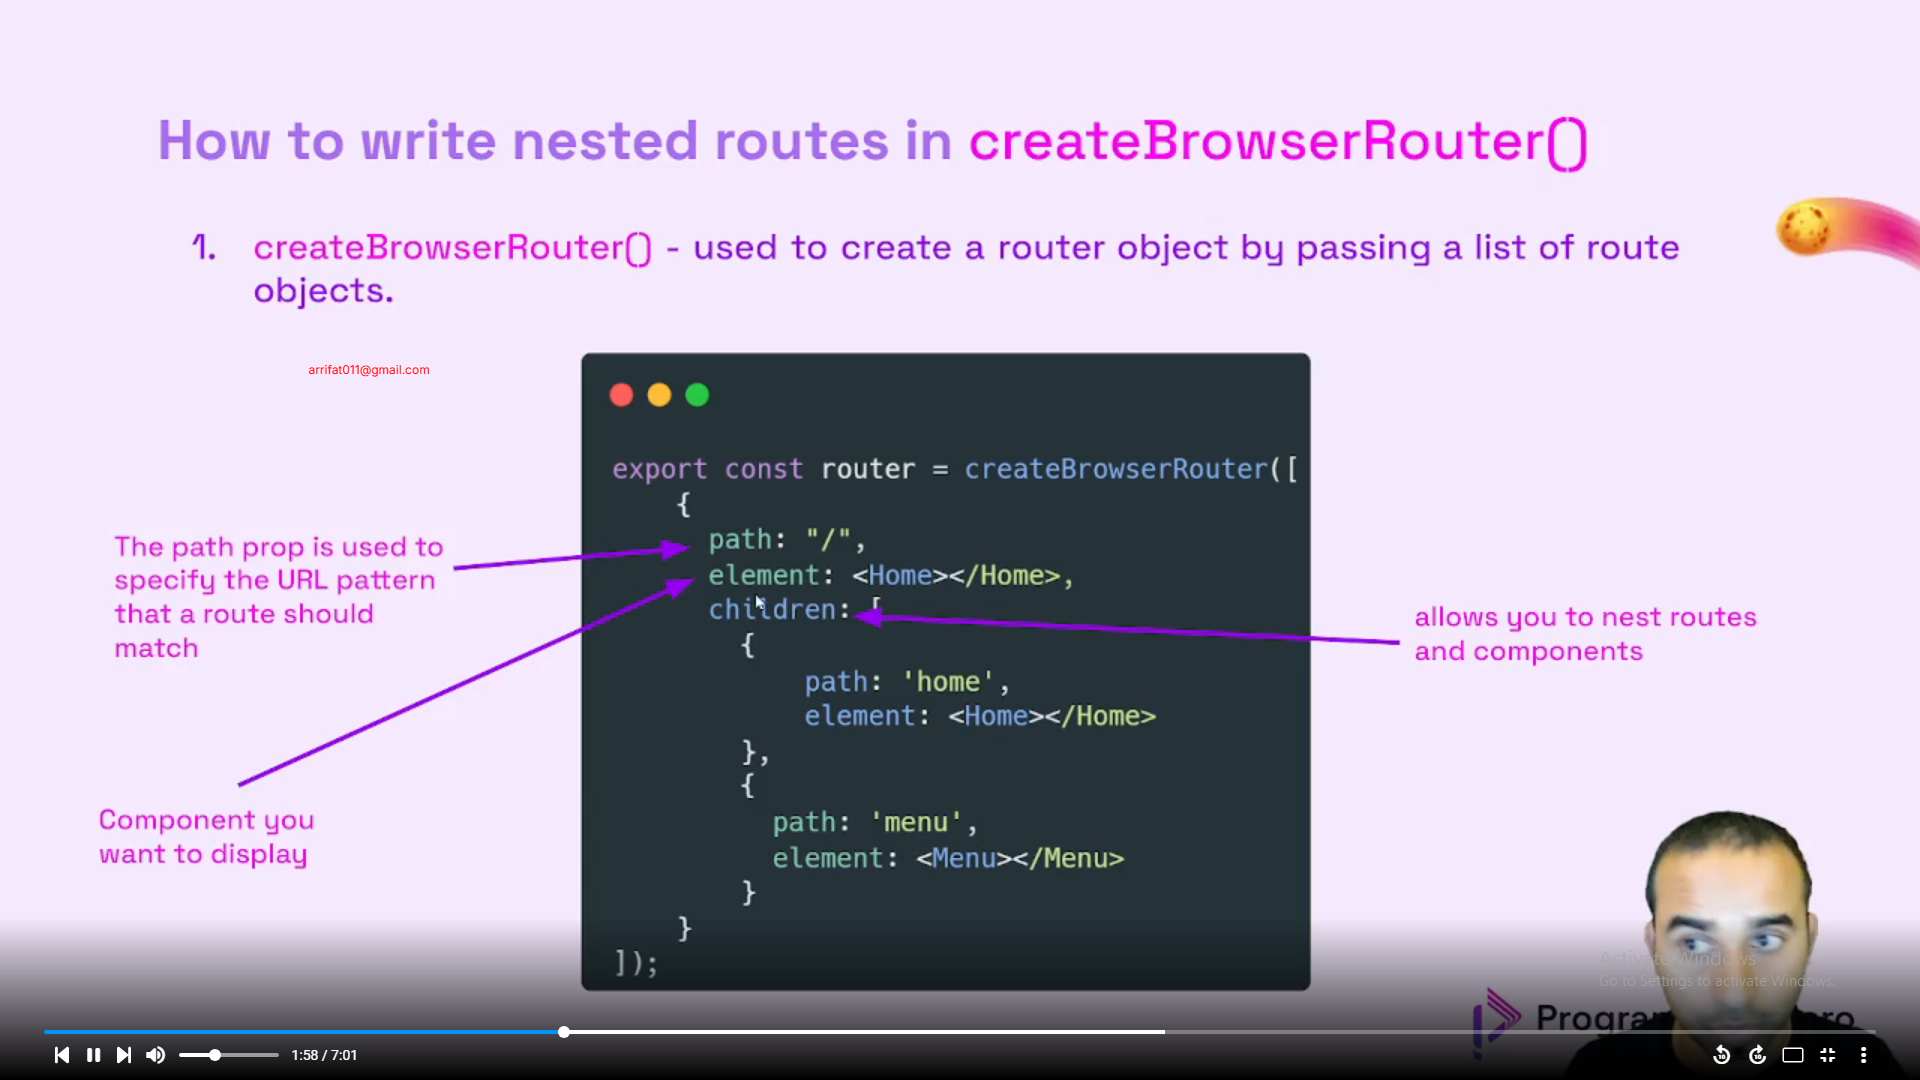 How to write nested routes in createBrowserRouter()
1. createBrowserRouter() - used to create a router object by passing a list of route
objects.
arrifat011@gmail.com
export const router = createBrowserRouter([
{
path: "/",
element: <Home></Home>,
children: [
{
path: 'home',
element: <Home></Home>
},
{
path: 'menu',
element: <Menu></Menu>
}
}
]);
The path prop is used to
specify the URL pattern
that a route should
match
Component you
want to display
allows you to nest routes
and components
Activate Windows
Go to Settings to activate Windows.
1:58 / 7:01
10
10